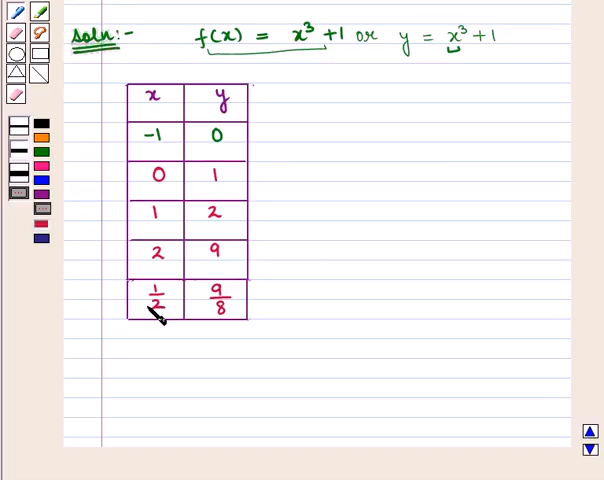 Soln:- f(x) = x³ + 1 or y = x³ + 1
x y
-1 0
0 1
1 2
2 9
1/2 9/8